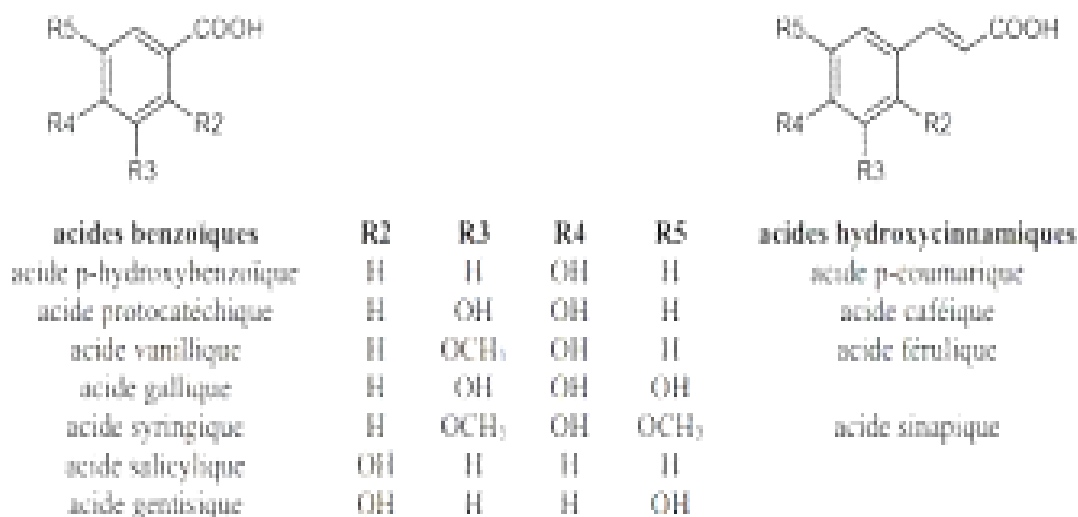 R5 COOH R5 COOH
R4 R2 R4 R2
R3 R3
acides benzoïques R2 R3 R4 R5 acides hydroxycinnamiques
acide p-hydroxybenzoïque H H OH H acide p-coumarique
acide protocatéchique H OH OH H acide caféique
acide vanillique H OCH₃ OH H acide férulique
acide gallique H OH OH OH
acide syringique H OCH₃ OH OCH₃ acide sinapique
acide salicylique OH H H H
acide gentisique OH H H OH